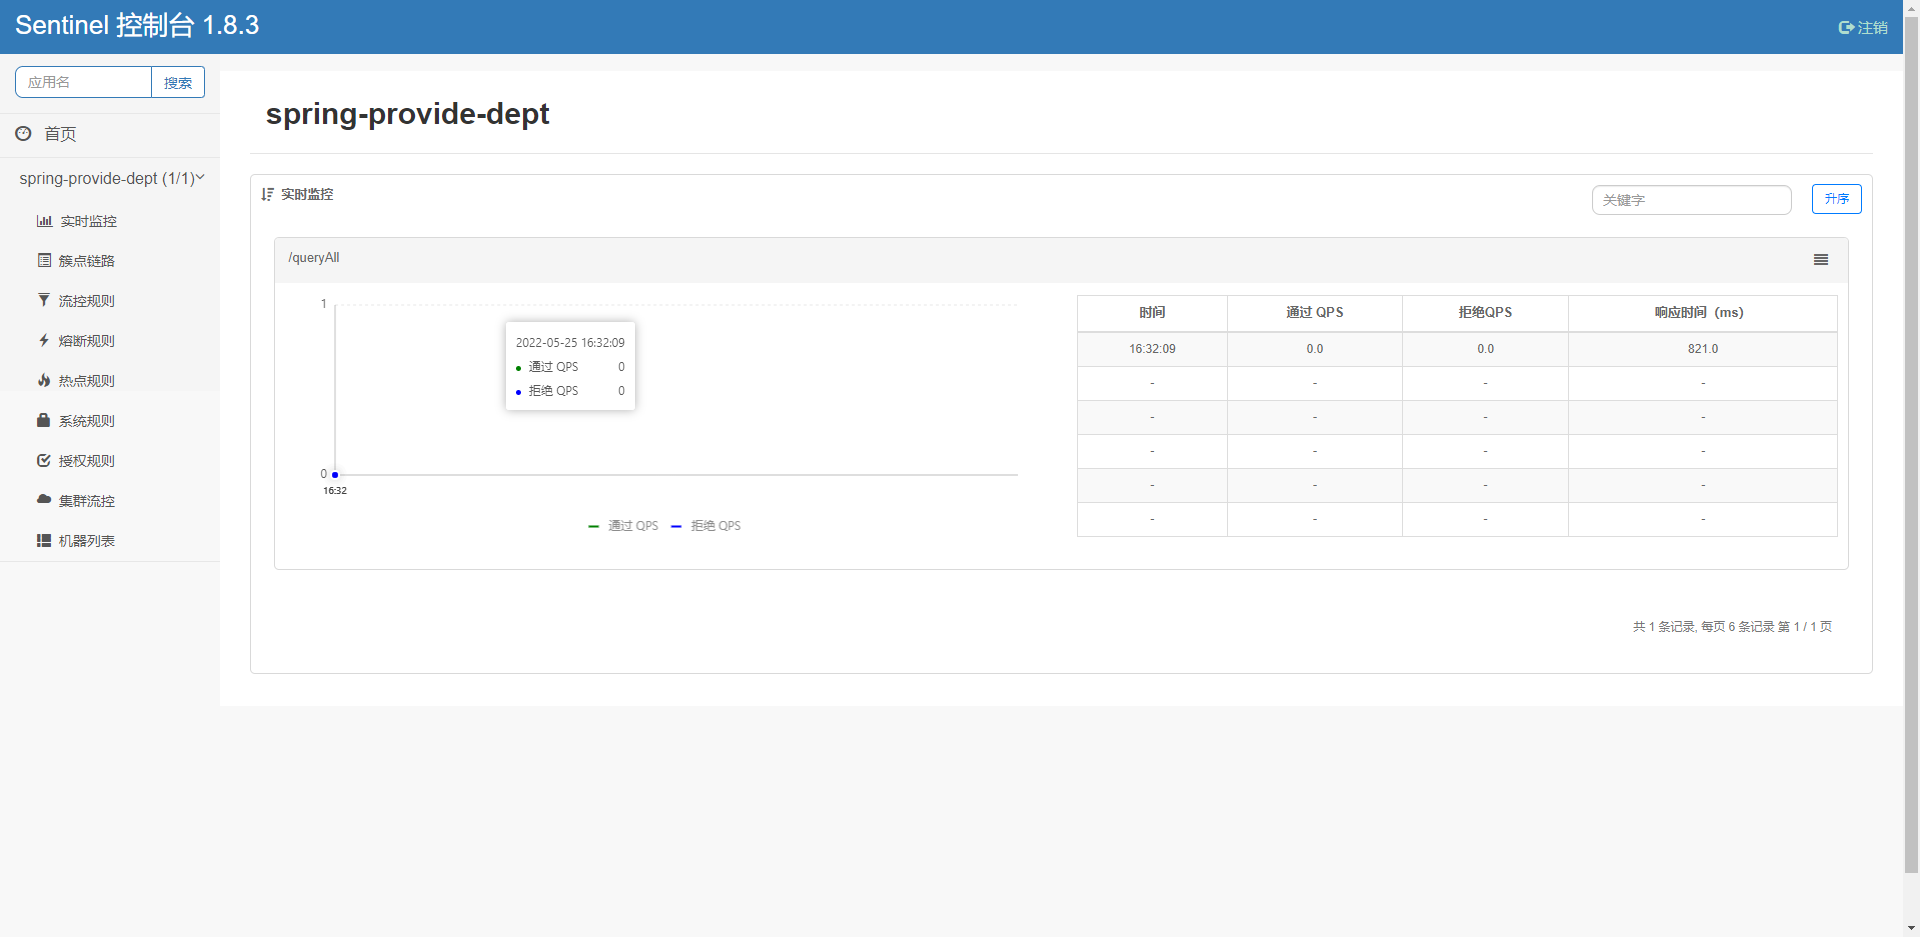 Sentinel 控制台 1.8.3
注销
应用名
搜索
首页
spring-provide-dept (1/1)
实时监控
簇点链路
流控规则
熔断规则
热点规则
系统规则
授权规则
集群流控
机器列表
spring-provide-dept
实时监控
关键字
升序
/queryAll
1
2022-05-25 16:32:09
通过 QPS 0
拒绝 QPS 0
0
16:32
通过 QPS 拒绝 QPS
时间 通过 QPS 拒绝QPS 响应时间（ms）
16:32:09 0.0 0.0 821.0
- - - -
- - - -
- - - -
- - - -
- - - -
共 1 条记录, 每页 6 条记录 第 1 / 1 页